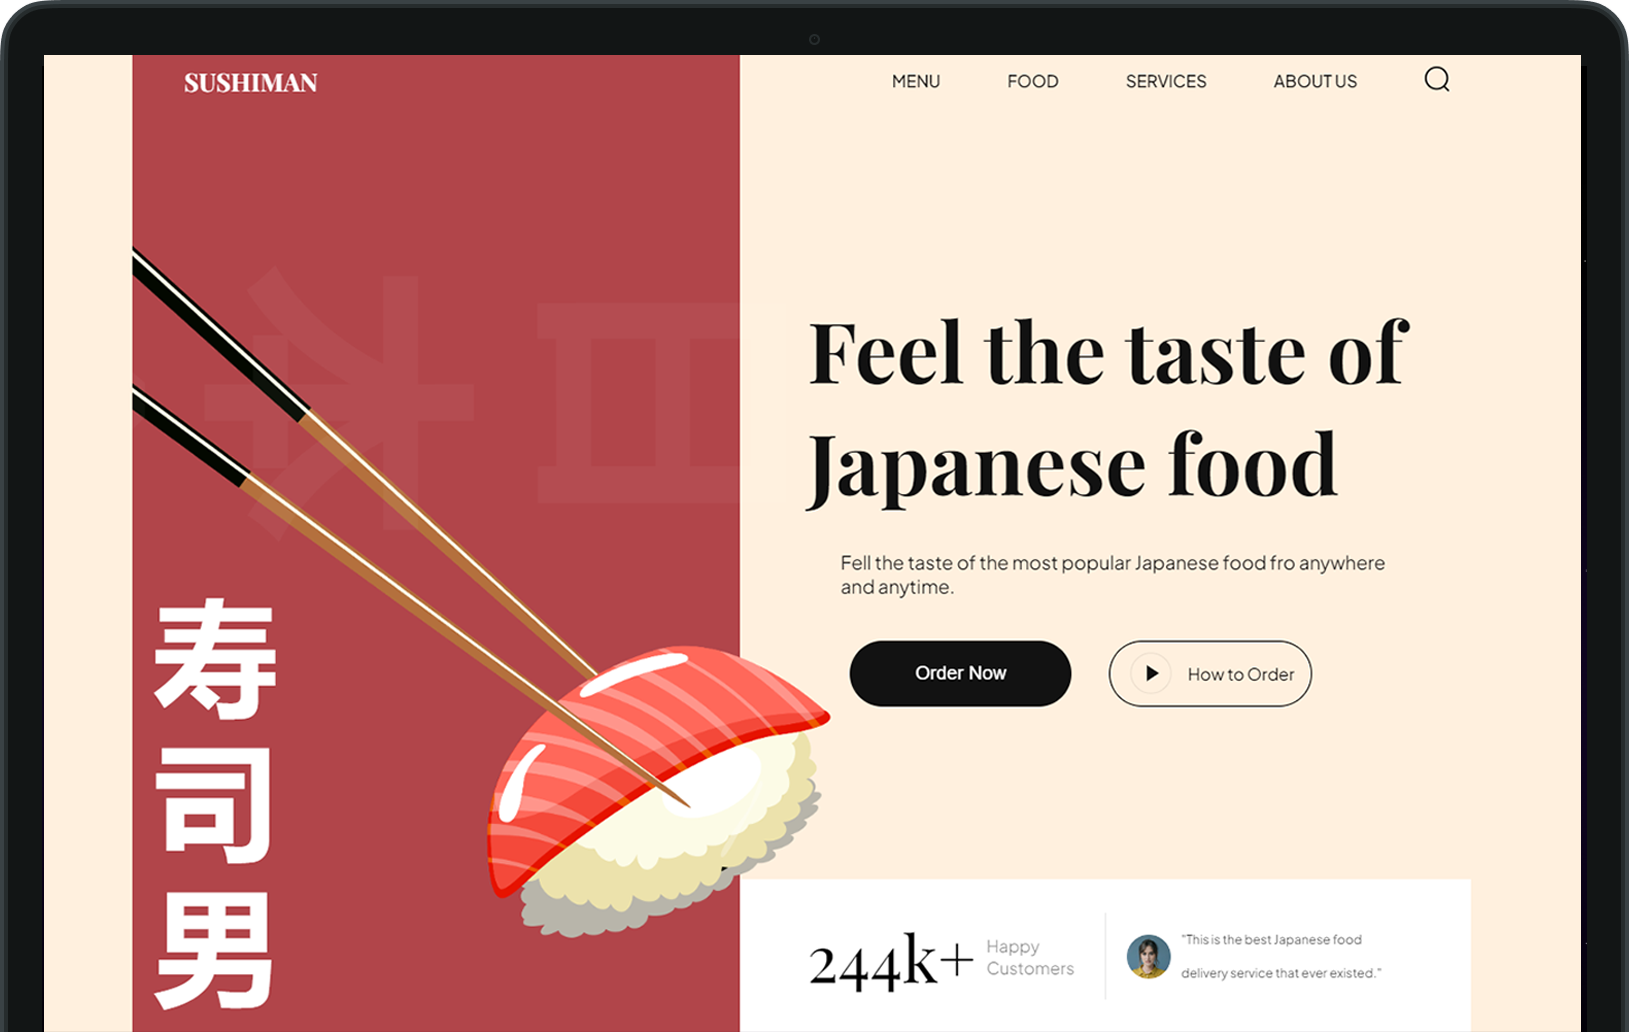 SUSHIMAN
MENU
FOOD
SERVICES
ABOUT US
Feel the taste of
Japanese food
Fell the taste of the most popular Japanese food fro anywhere
and anytime.
Order Now
How to Order
寿
司
男
244k+
Happy
Customers
"This is the best Japanese food
delivery service that ever existed."